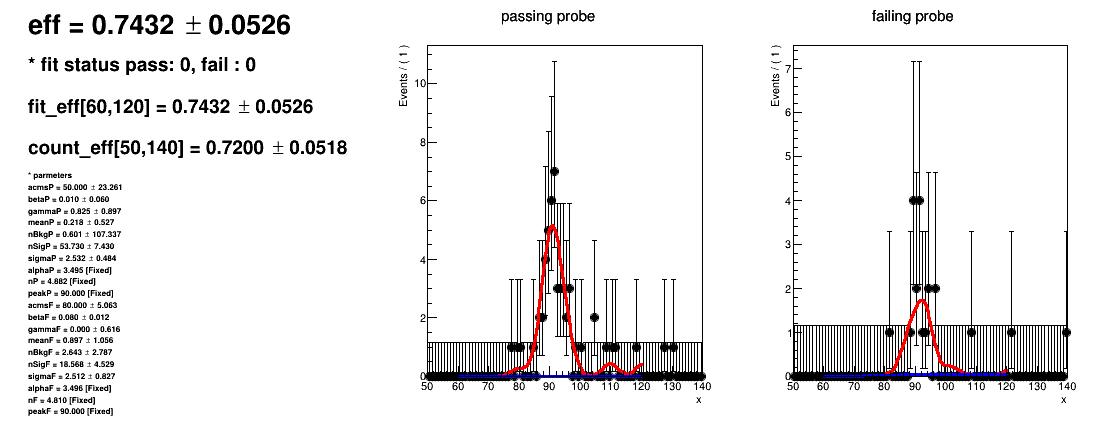 eff = 0.7432 ± 0.0526
* fit status pass: 0, fail : 0
fit_eff[60,120] = 0.7432 ± 0.0526
count_eff[50,140] = 0.7200 ± 0.0518
* parmeters
acmsP = 50.000 ± 23.261
betaP = 0.010 ± 0.060
gammaP = 0.825 ± 0.897
meanP = 0.218 ± 0.527
nBkgP = 0.601 ± 107.337
nSigP = 53.730 ± 7.430
sigmaP = 2.532 ± 0.484
alphaP = 3.495 [Fixed]
nP = 4.882 [Fixed]
peakP = 90.000 [Fixed]
acmsF = 80.000 ± 5.063
betaF = 0.080 ± 0.012
gammaF = 0.000 ± 0.616
meanF = 0.897 ± 1.056
nBkgF = 2.643 ± 2.787
nSigF = 18.568 ± 4.529
sigmaF = 2.512 ± 0.827
alphaF = 3.496 [Fixed]
nF = 4.810 [Fixed]
peakF = 90.000 [Fixed]
passing probe
Events / ( 1 )
10
8
6
4
2
0
50 60 70 80 90 100 110 120 130 140
x
failing probe
Events / ( 1 )
7
6
5
4
3
2
1
0
50 60 70 80 90 100 110 120 130 140
x